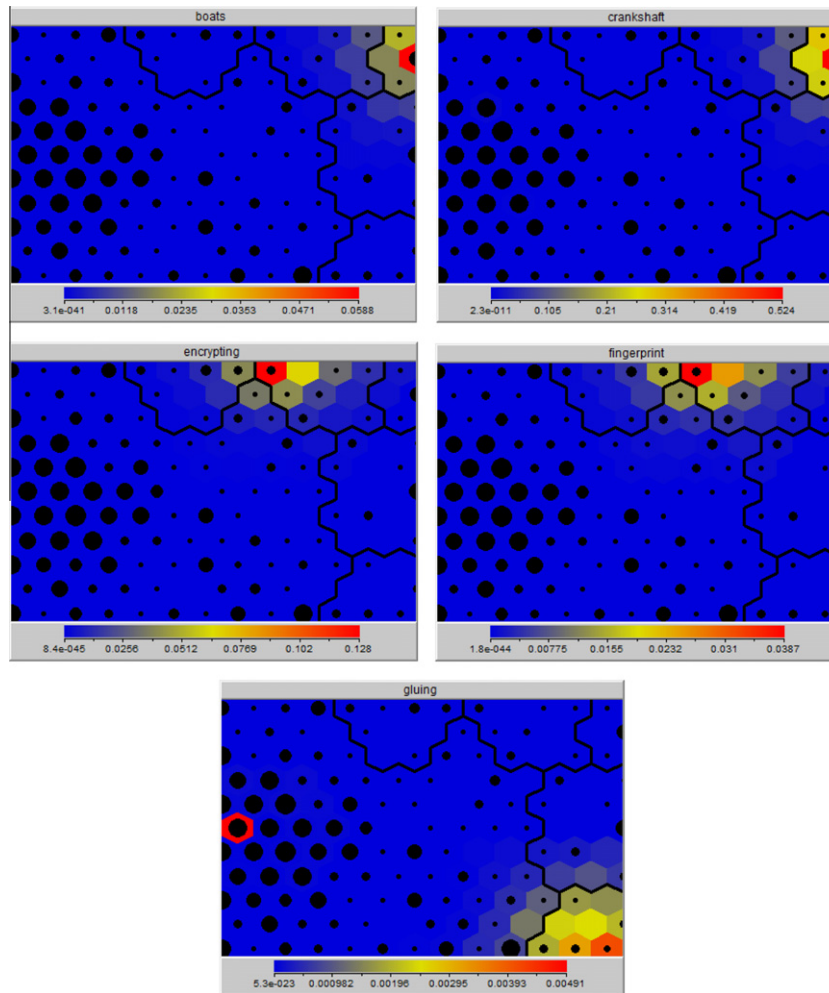 boats
crankshaft
3.1e-041 0.0118 0.0235 0.0353 0.0471 0.0588
2.3e-011 0.105 0.21 0.314 0.419 0.524
encrypting
fingerprint
8.4e-045 0.0256 0.0512 0.0769 0.102 0.128
1.8e-044 0.00775 0.0155 0.0232 0.031 0.0387
gluing
5.3e-023 0.000982 0.00196 0.00295 0.00393 0.00491